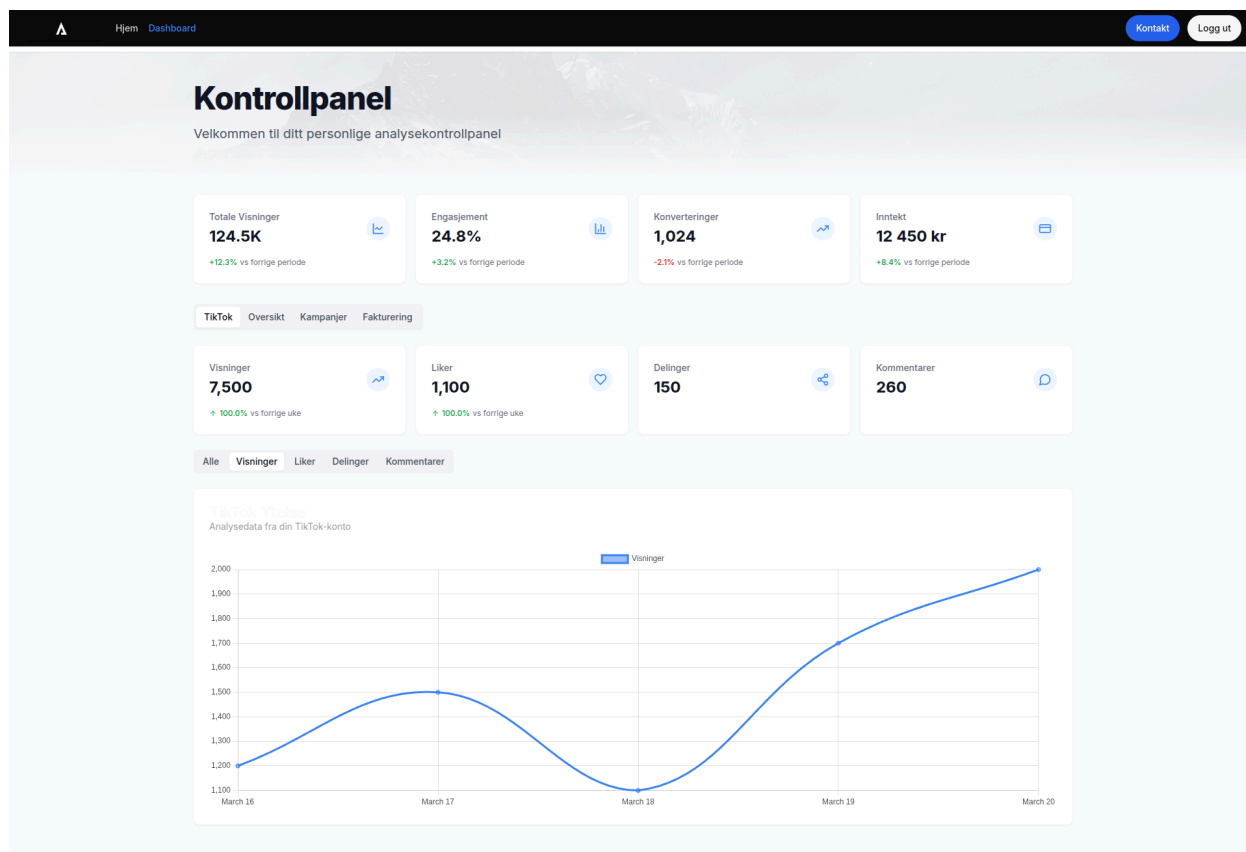 Hjem Dashboard Kontakt Logg ut
Kontrollpanel
Velkommen til ditt personlige analysekontrollpanel
Totale Visninger
124.5K
+12.3% vs forrige periode
Engasjement
24.8%
+3.2% vs forrige periode
Konverteringer
1,024
-2.1% vs forrige periode
Inntekt
12 450 kr
+8.4% vs forrige periode
TikTok Oversikt Kampanjer Fakturering
Visninger
7,500
↑ 100.0% vs forrige uke
Liker
1,100
↑ 100.0% vs forrige uke
Delinger
150
Kommentarer
260
Alle Visninger Liker Delinger Kommentarer
TikTok Ytelse
Analysedata fra din TikTok-konto
Visninger
2,000
1,900
1,800
1,700
1,600
1,500
1,400
1,300
1,200
1,100
March 16 March 17 March 18 March 19 March 20